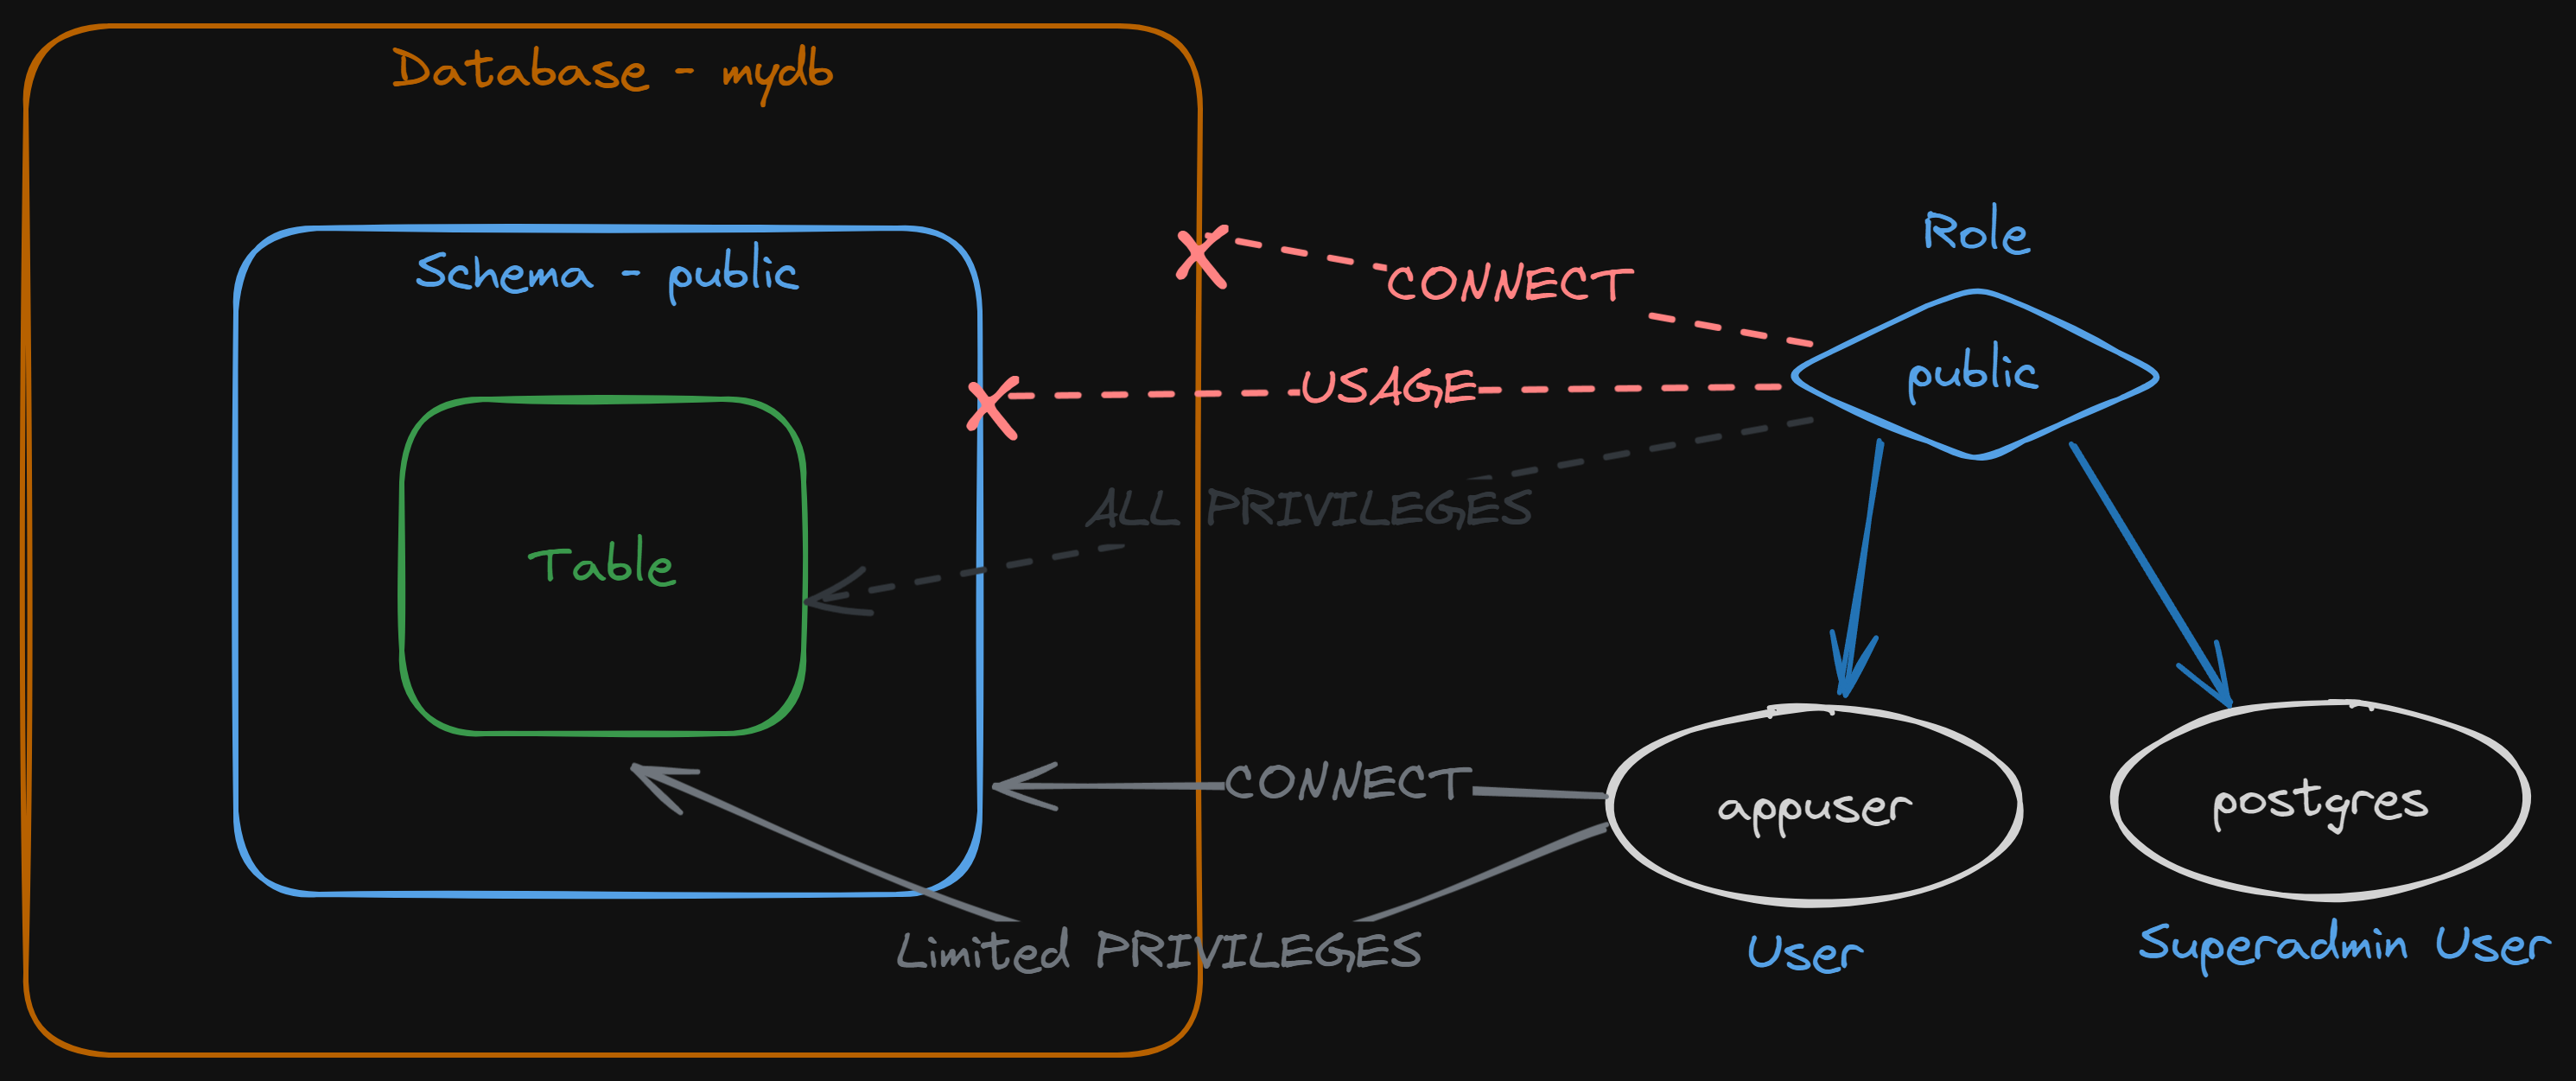 Database - mydb
Role
Schema - public
CONNECT
public
USAGE
ALL PRIVILEGES
Table
CONNECT
appuser
postgres
Limited PRIVILEGES
User
Superadmin User